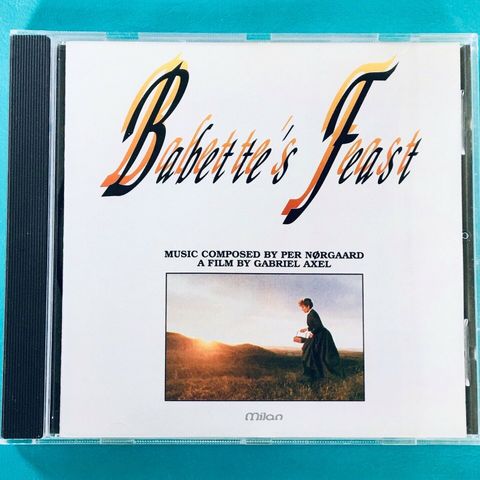 Babette's Feast
MUSIC COMPOSED BY PER NØRGAARD
A FILM BY GABRIEL AXEL
Milan